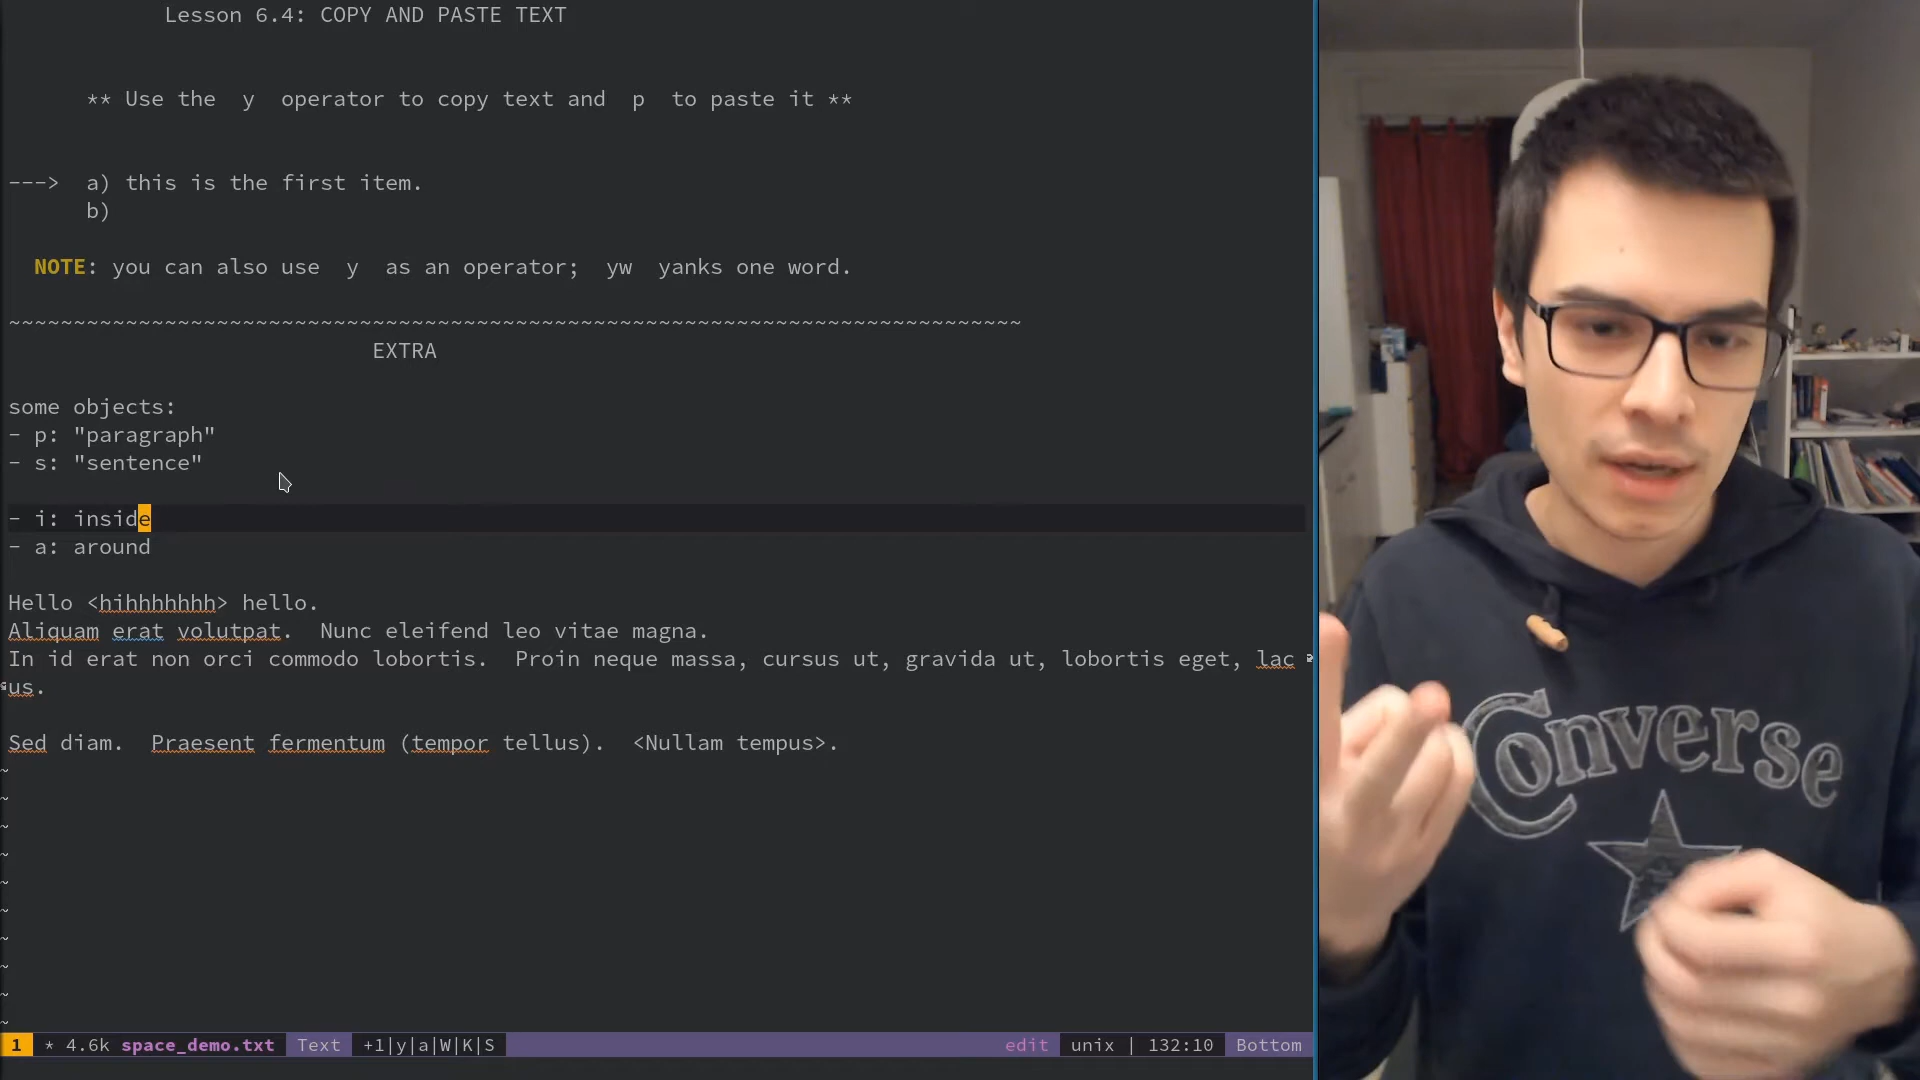 Lesson 6.4: COPY AND PASTE TEXT
** Use the y operator to copy text and p to paste it **
---> a) this is the first item.
b)
NOTE: you can also use y as an operator; yw yanks one word.
~~~~~~~~~~~~~~~~~~~~~~~~~~~~~~~~~~~~~~~~~~~~~~~~~~~~~~~~~~~~~~~~~~~~~~~~~~~~~~
EXTRA
some objects:
- p: "paragraph"
- s: "sentence"
- i: inside
- a: around
Hello <hihhhhhhh> hello.
Aliquam erat volutpat. Nunc eleifend leo vitae magna.
In id erat non orci commodo lobortis. Proin neque massa, cursus ut, gravida ut, lobortis eget, lac
us.
Sed diam. Praesent fermentum (tempor tellus). <Nullam tempus>.
~
~
~
~
~
~
~
~
~
~
1 * 4.6k space_demo.txt Text +1|y|a|W|K|S edit unix | 132:10 Bottom
Converse